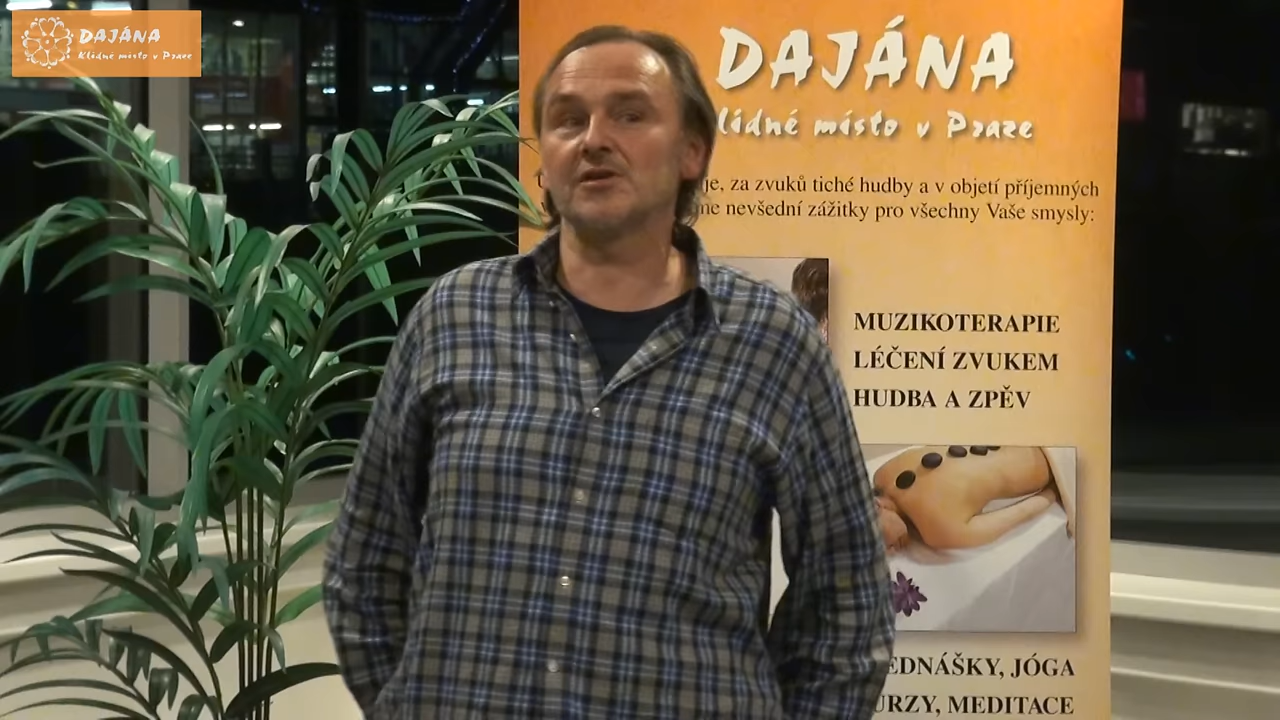 DAJÁNA
Klidné místo v Praze
DAJÁNA
lidné místo v Praze
je, za zvuků tiché hudby a v objetí příjemných
me nevšední zážitky pro všechny Vaše smysly:
MUZIKOTERAPIE
LÉČENÍ ZVUKEM
HUDBA A ZPĚV
EDNÁŠKY, JÓGA
URZY, MEDITACE